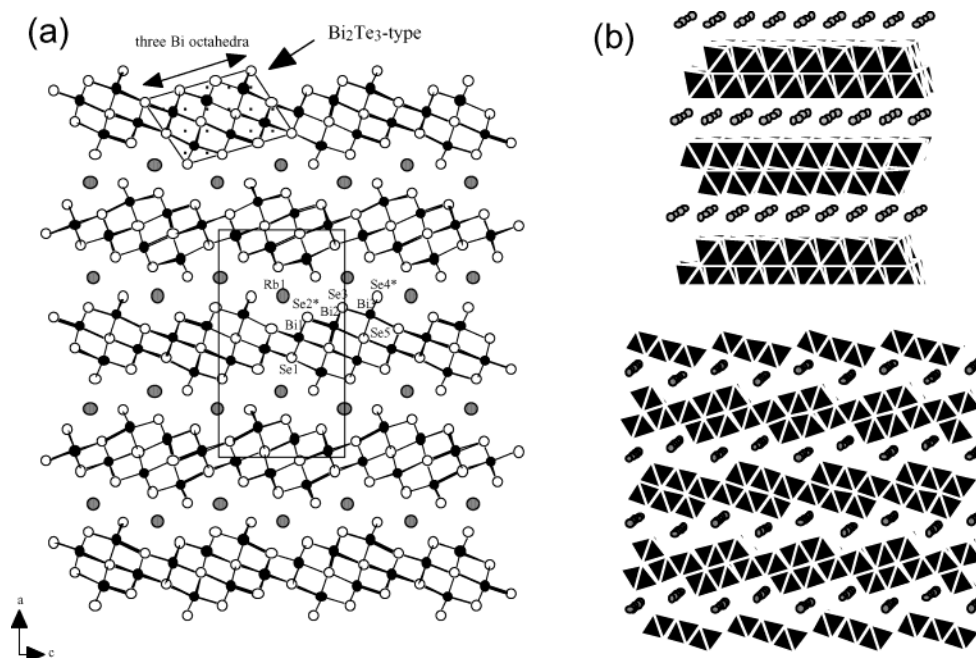 (a)
three Bi octahedra
Bi2Te3-type
Rb1
Se3
Se4*
Se2*
Bi2
Bi3
Bi1
Se5
Se1
a
c
(b)